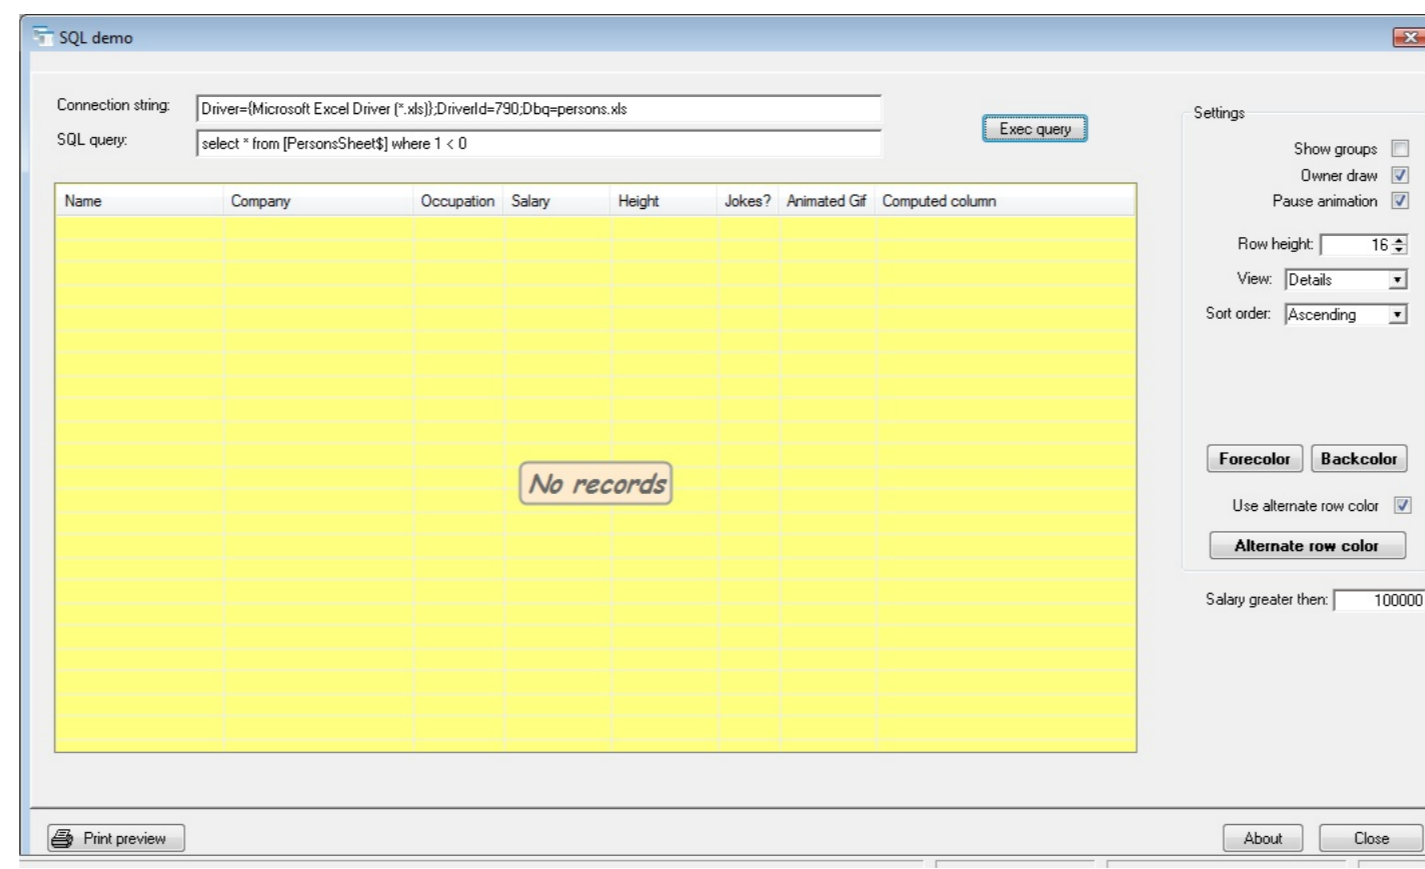 SQL demo
Connection string: Driver={Microsoft Excel Driver (*.xls)};DriverId=790;Dbq=persons.xls
SQL query: select * from [PersonsSheet$] where 1 < 0
Exec query
Name Company Occupation Salary Height Jokes? Animated Gif Computed column
No records
Settings
Show groups
Owner draw
Pause animation
Row height: 16
View: Details
Sort order: Ascending
Forecolor Backcolor
Use alternate row color
Alternate row color
Salary greater then: 100000
Print preview
About Close